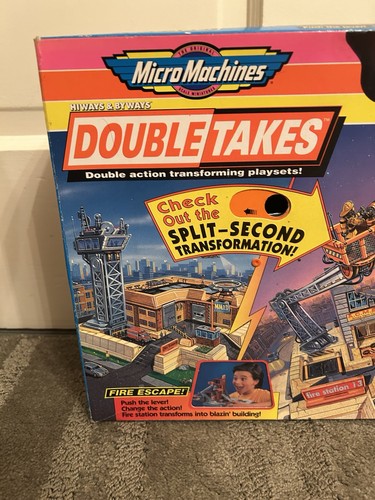 THE ORIGINAL
MicroMachines
SCALE MINIATURES
HIWAYS & BYWAYS
DOUBLE TAKES™
Double action transforming playsets!
Check
Out the
SPLIT-SECOND
TRANSFORMATION!
FIRE ESCAPE!
Push the lever!
Change the action!
Fire station transforms into blazin' building!
fire station 13